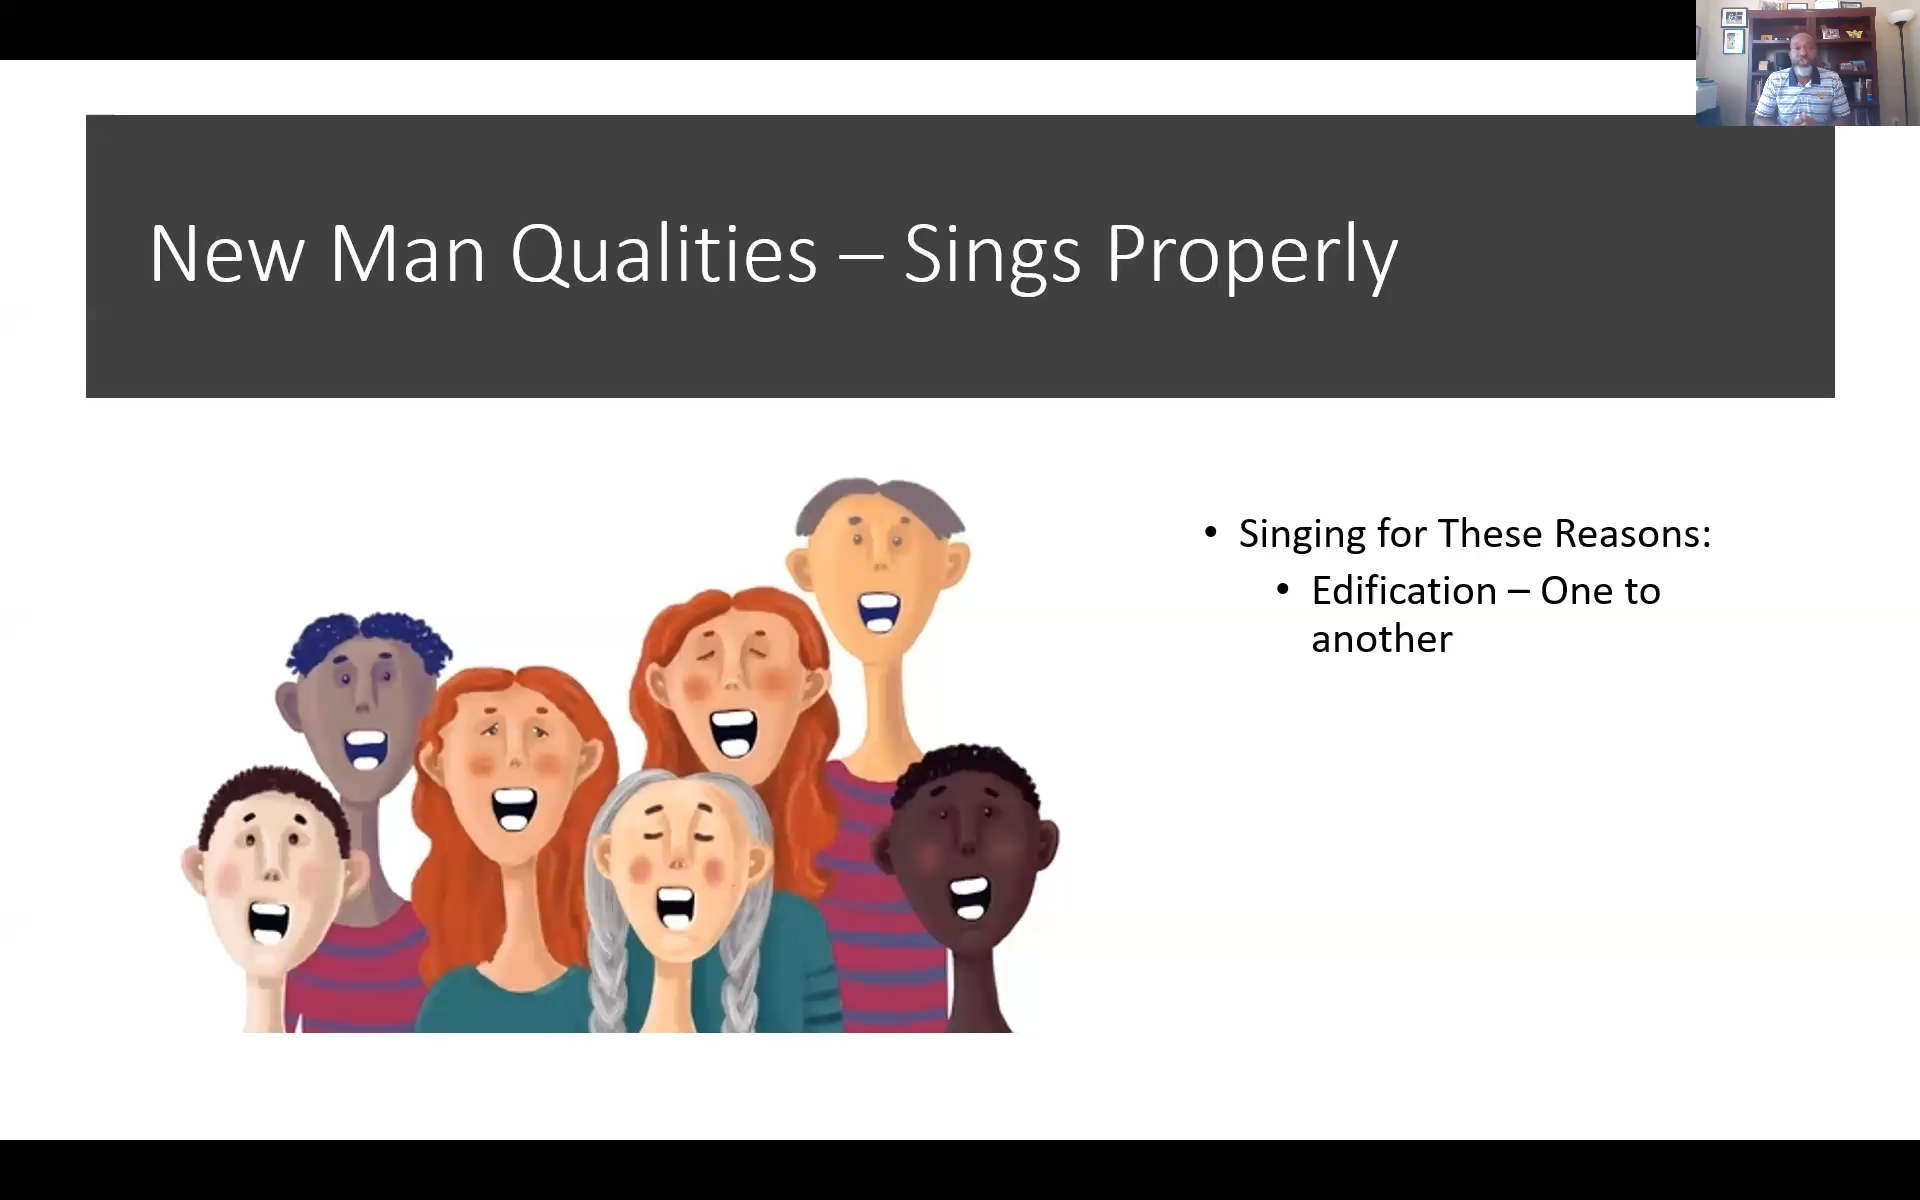 New Man Qualities – Sings Properly
• Singing for These Reasons:
• Edification – One to
another